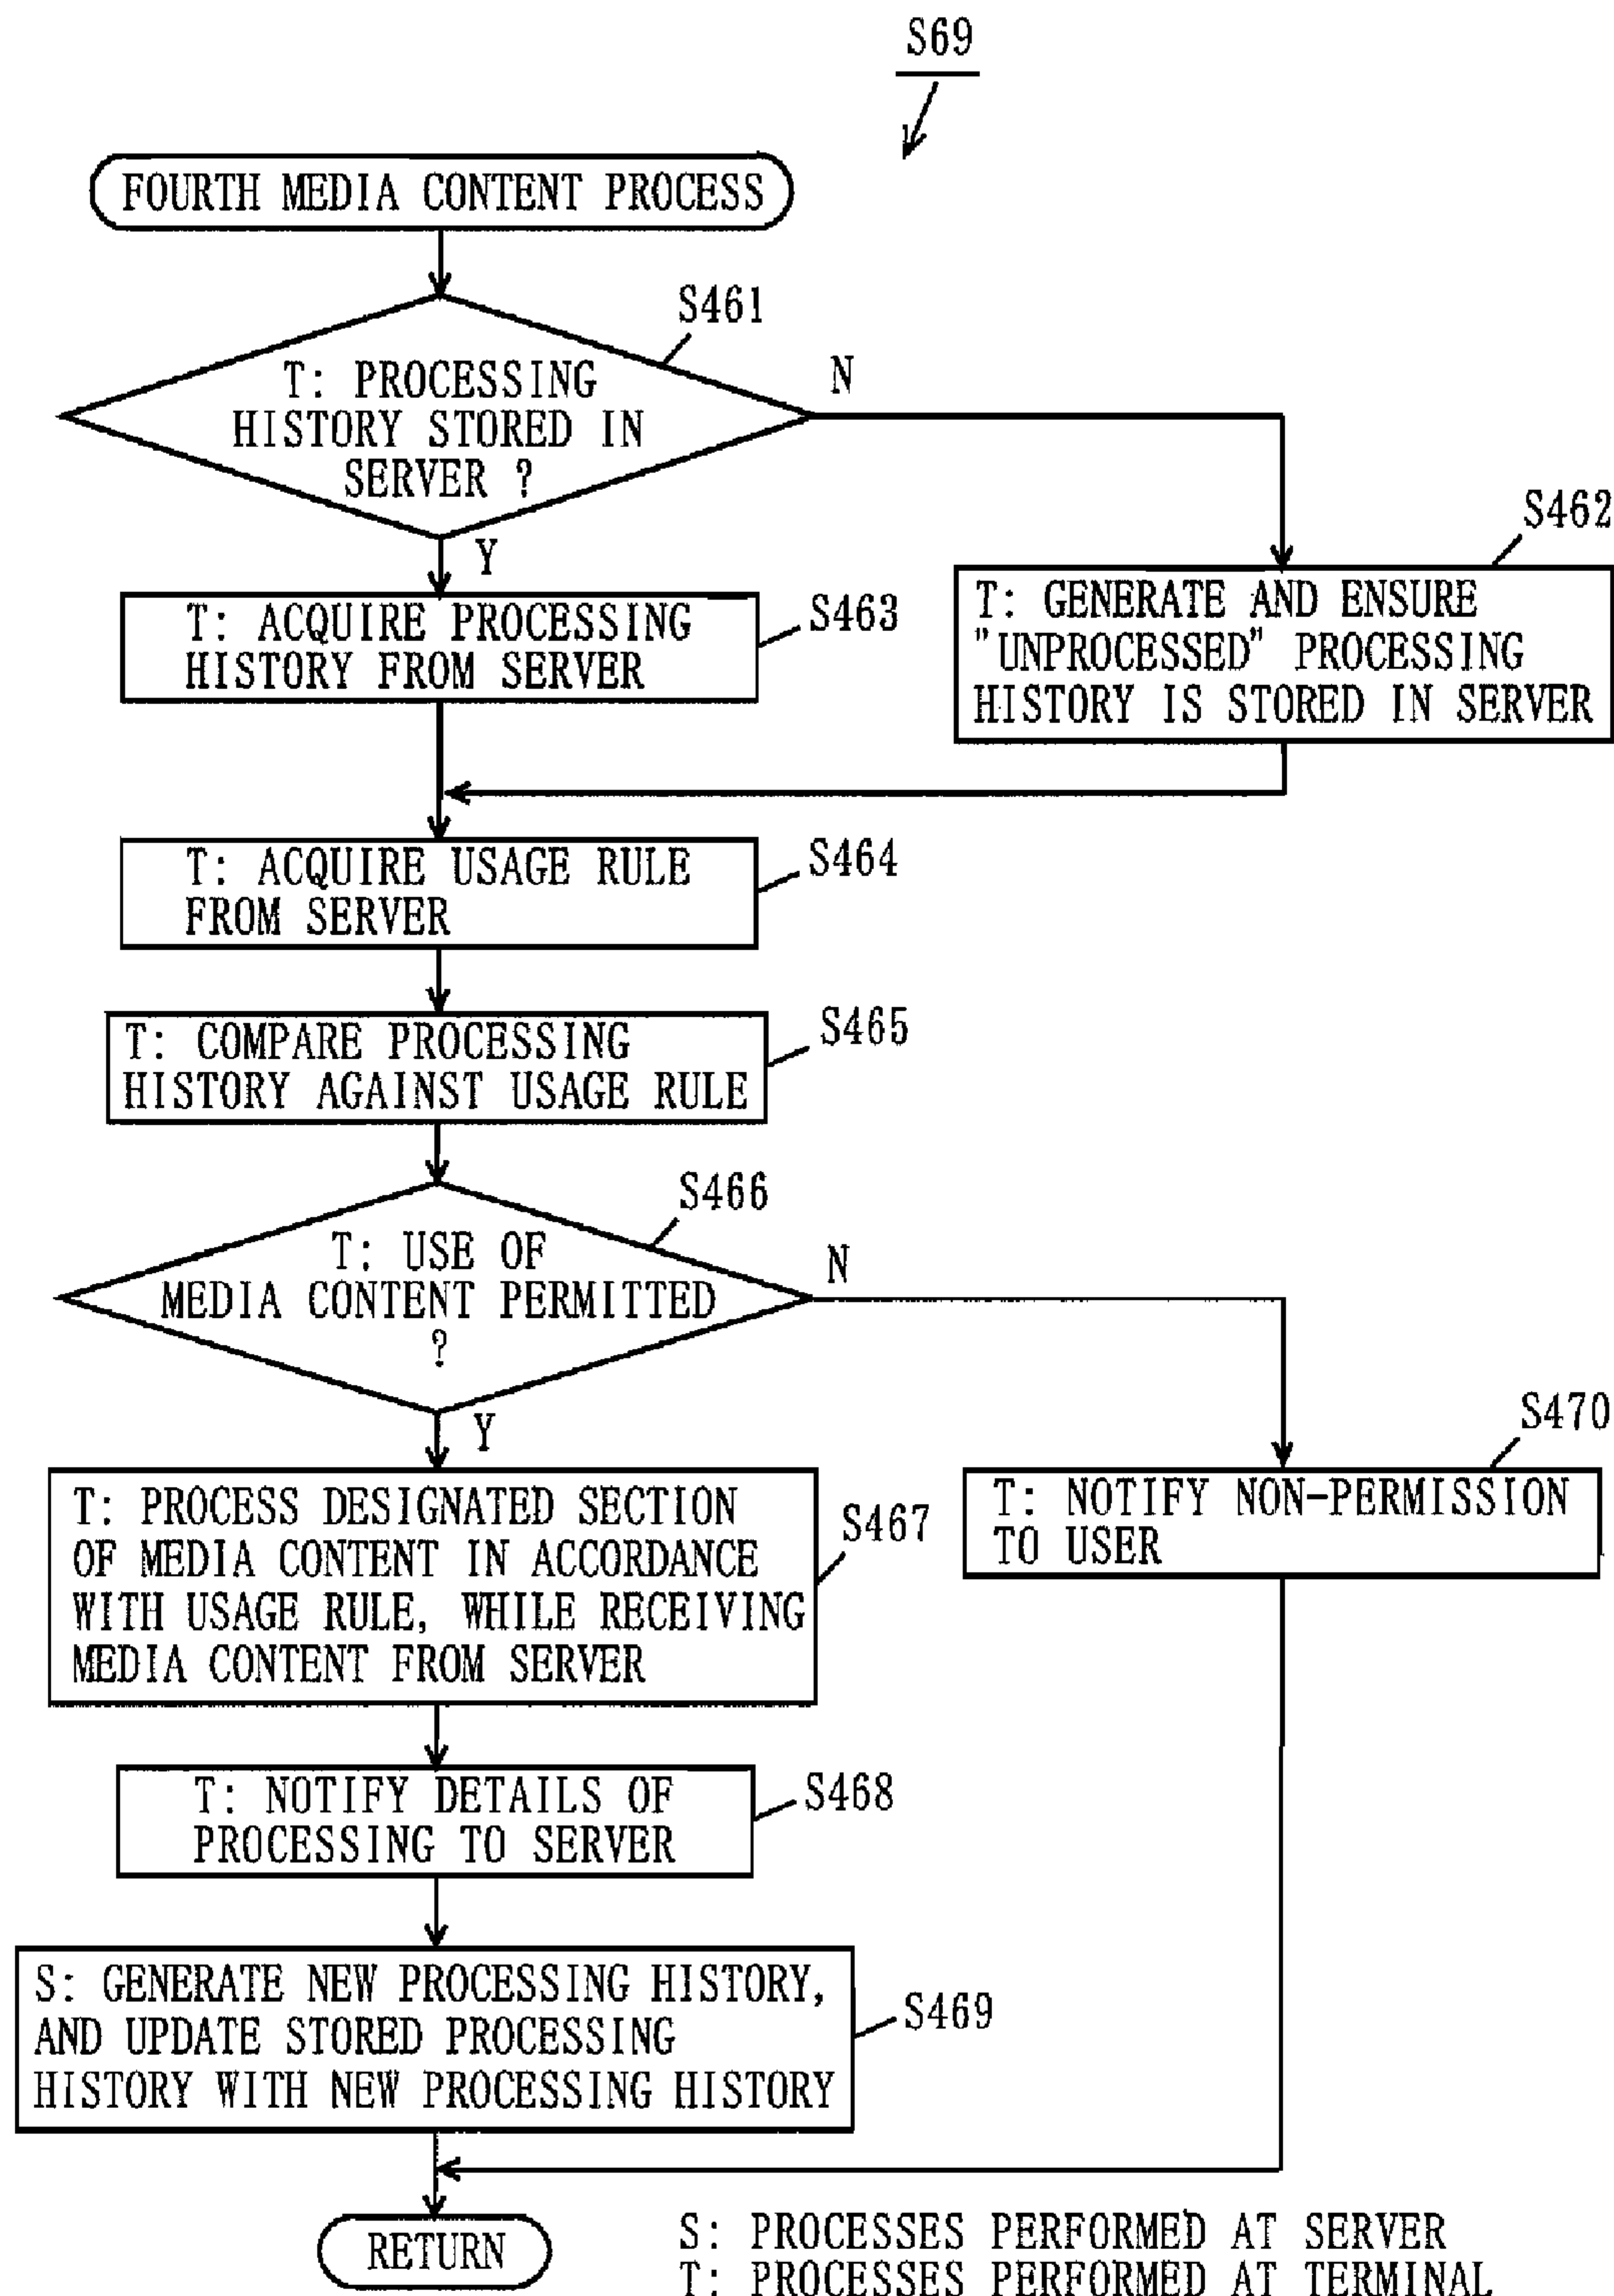 S69
FOURTH MEDIA CONTENT PROCESS
S461
T: PROCESSING
HISTORY STORED IN
SERVER ?
N
Y
S462
T: GENERATE AND ENSURE
"UNPROCESSED" PROCESSING
HISTORY IS STORED IN SERVER
S463
T: ACQUIRE PROCESSING
HISTORY FROM SERVER
S464
T: ACQUIRE USAGE RULE
FROM SERVER
S465
T: COMPARE PROCESSING
HISTORY AGAINST USAGE RULE
S466
T: USE OF
MEDIA CONTENT PERMITTED
?
N
Y
S470
T: NOTIFY NON-PERMISSION
TO USER
S467
T: PROCESS DESIGNATED SECTION
OF MEDIA CONTENT IN ACCORDANCE
WITH USAGE RULE, WHILE RECEIVING
MEDIA CONTENT FROM SERVER
S468
T: NOTIFY DETAILS OF
PROCESSING TO SERVER
S469
S: GENERATE NEW PROCESSING HISTORY,
AND UPDATE STORED PROCESSING
HISTORY WITH NEW PROCESSING HISTORY
RETURN
S: PROCESSES PERFORMED AT SERVER
T: PROCESSES PERFORMED AT TERMINAL